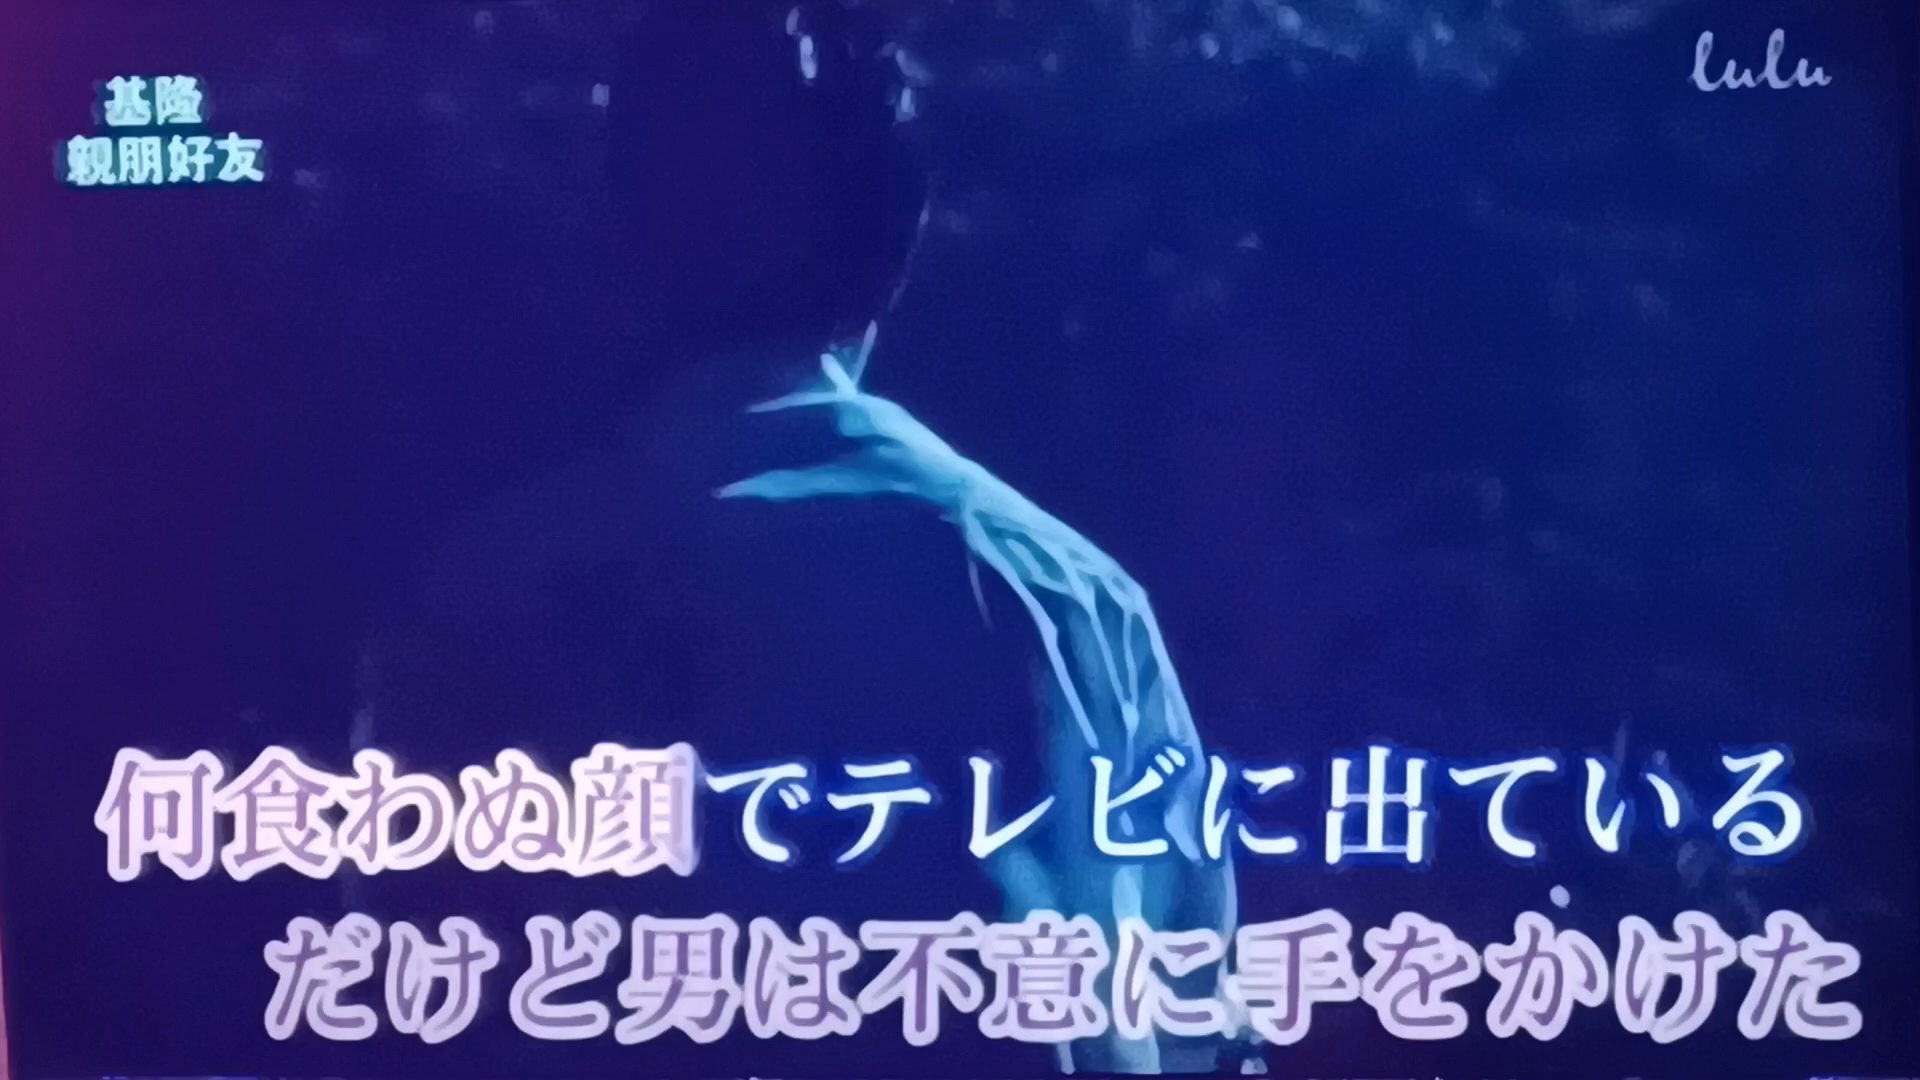 基隆
親朋好友
lulu
何食わぬ顔でテレビに出ている
だけど男は不意に手をかけた